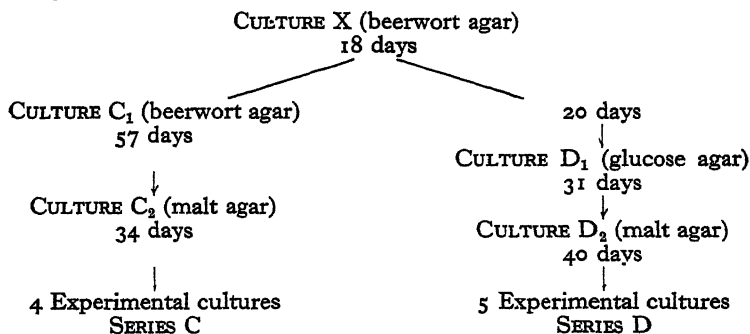 CULTURE X (beerwort agar)
18 days
CULTURE C₁ (beerwort agar)
57 days
CULTURE C₂ (malt agar)
34 days
4 Experimental cultures
SERIES C
20 days
CULTURE D₁ (glucose agar)
31 days
CULTURE D₂ (malt agar)
40 days
5 Experimental cultures
SERIES D